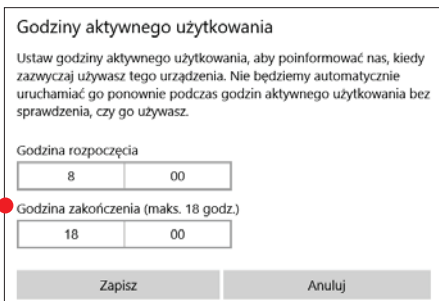 Godziny aktywnego użytkowania
Ustaw godziny aktywnego użytkowania, aby poinformować nas, kiedy
zazwyczaj używasz tego urządzenia. Nie będziemy automatycznie
uruchamiać go ponownie podczas godzin aktywnego użytkowania bez
sprawdzenia, czy go używasz.
Godzina rozpoczęcia
8 00
Godzina zakończenia (maks. 18 godz.)
18 00
Zapisz Anuluj